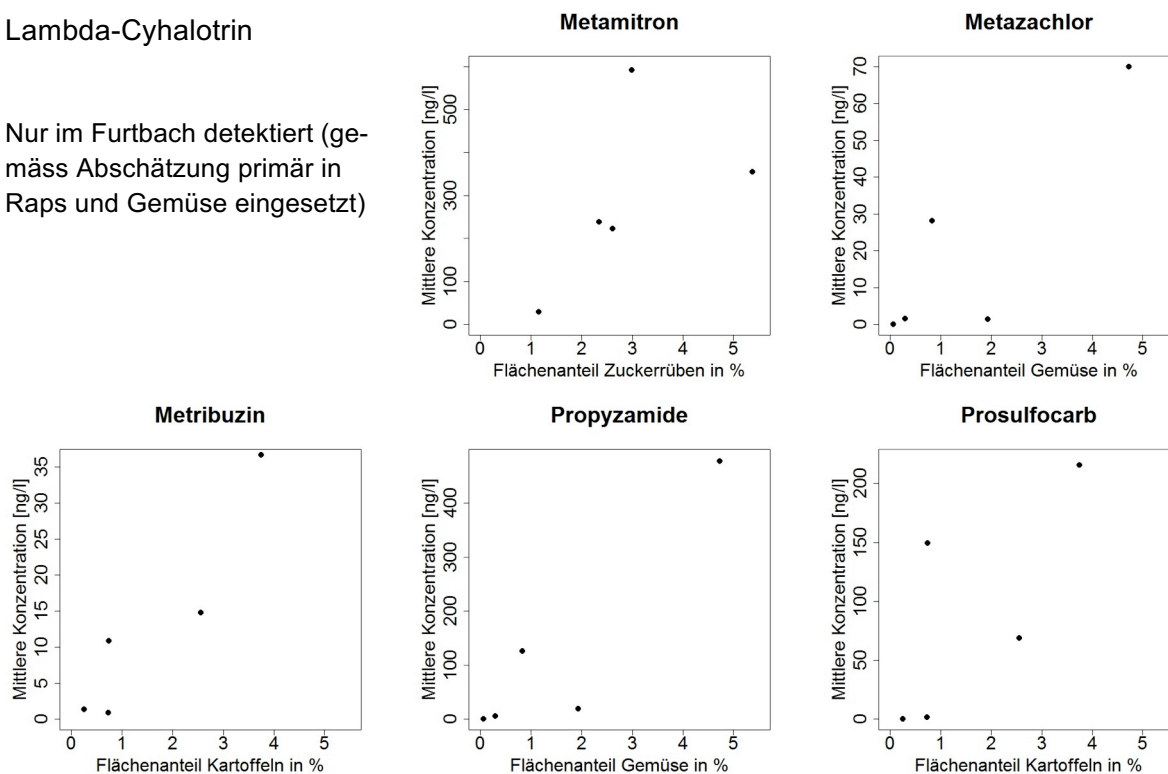 Lambda-Cyhalotrin
Nur im Furtbach detektiert (ge-
mäss Abschätzung primär in
Raps und Gemüse eingesetzt)
Metamitron
Mittlere Konzentration [ng/l]
0
100
300
500
0 1 2 3 4 5
Flächenanteil Zuckerrüben in %
Metazachlor
Mittlere Konzentration [ng/l]
0
10
20
30
40
50
60
70
0 1 2 3 4 5
Flächenanteil Gemüse in %
Metribuzin
Mittlere Konzentration [ng/l]
0
5
10
15
20
25
30
35
0 1 2 3 4 5
Flächenanteil Kartoffeln in %
Propyzamide
Mittlere Konzentration [ng/l]
0
100
200
300
400
0 1 2 3 4 5
Flächenanteil Gemüse in %
Prosulfocarb
Mittlere Konzentration [ng/l]
0
50
100
150
200
0 1 2 3 4 5
Flächenanteil Kartoffeln in %